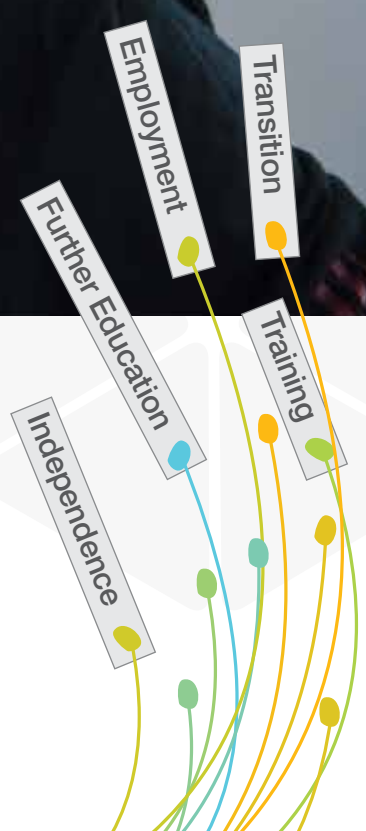 Employment
Transition
Further Education
Training
Independence